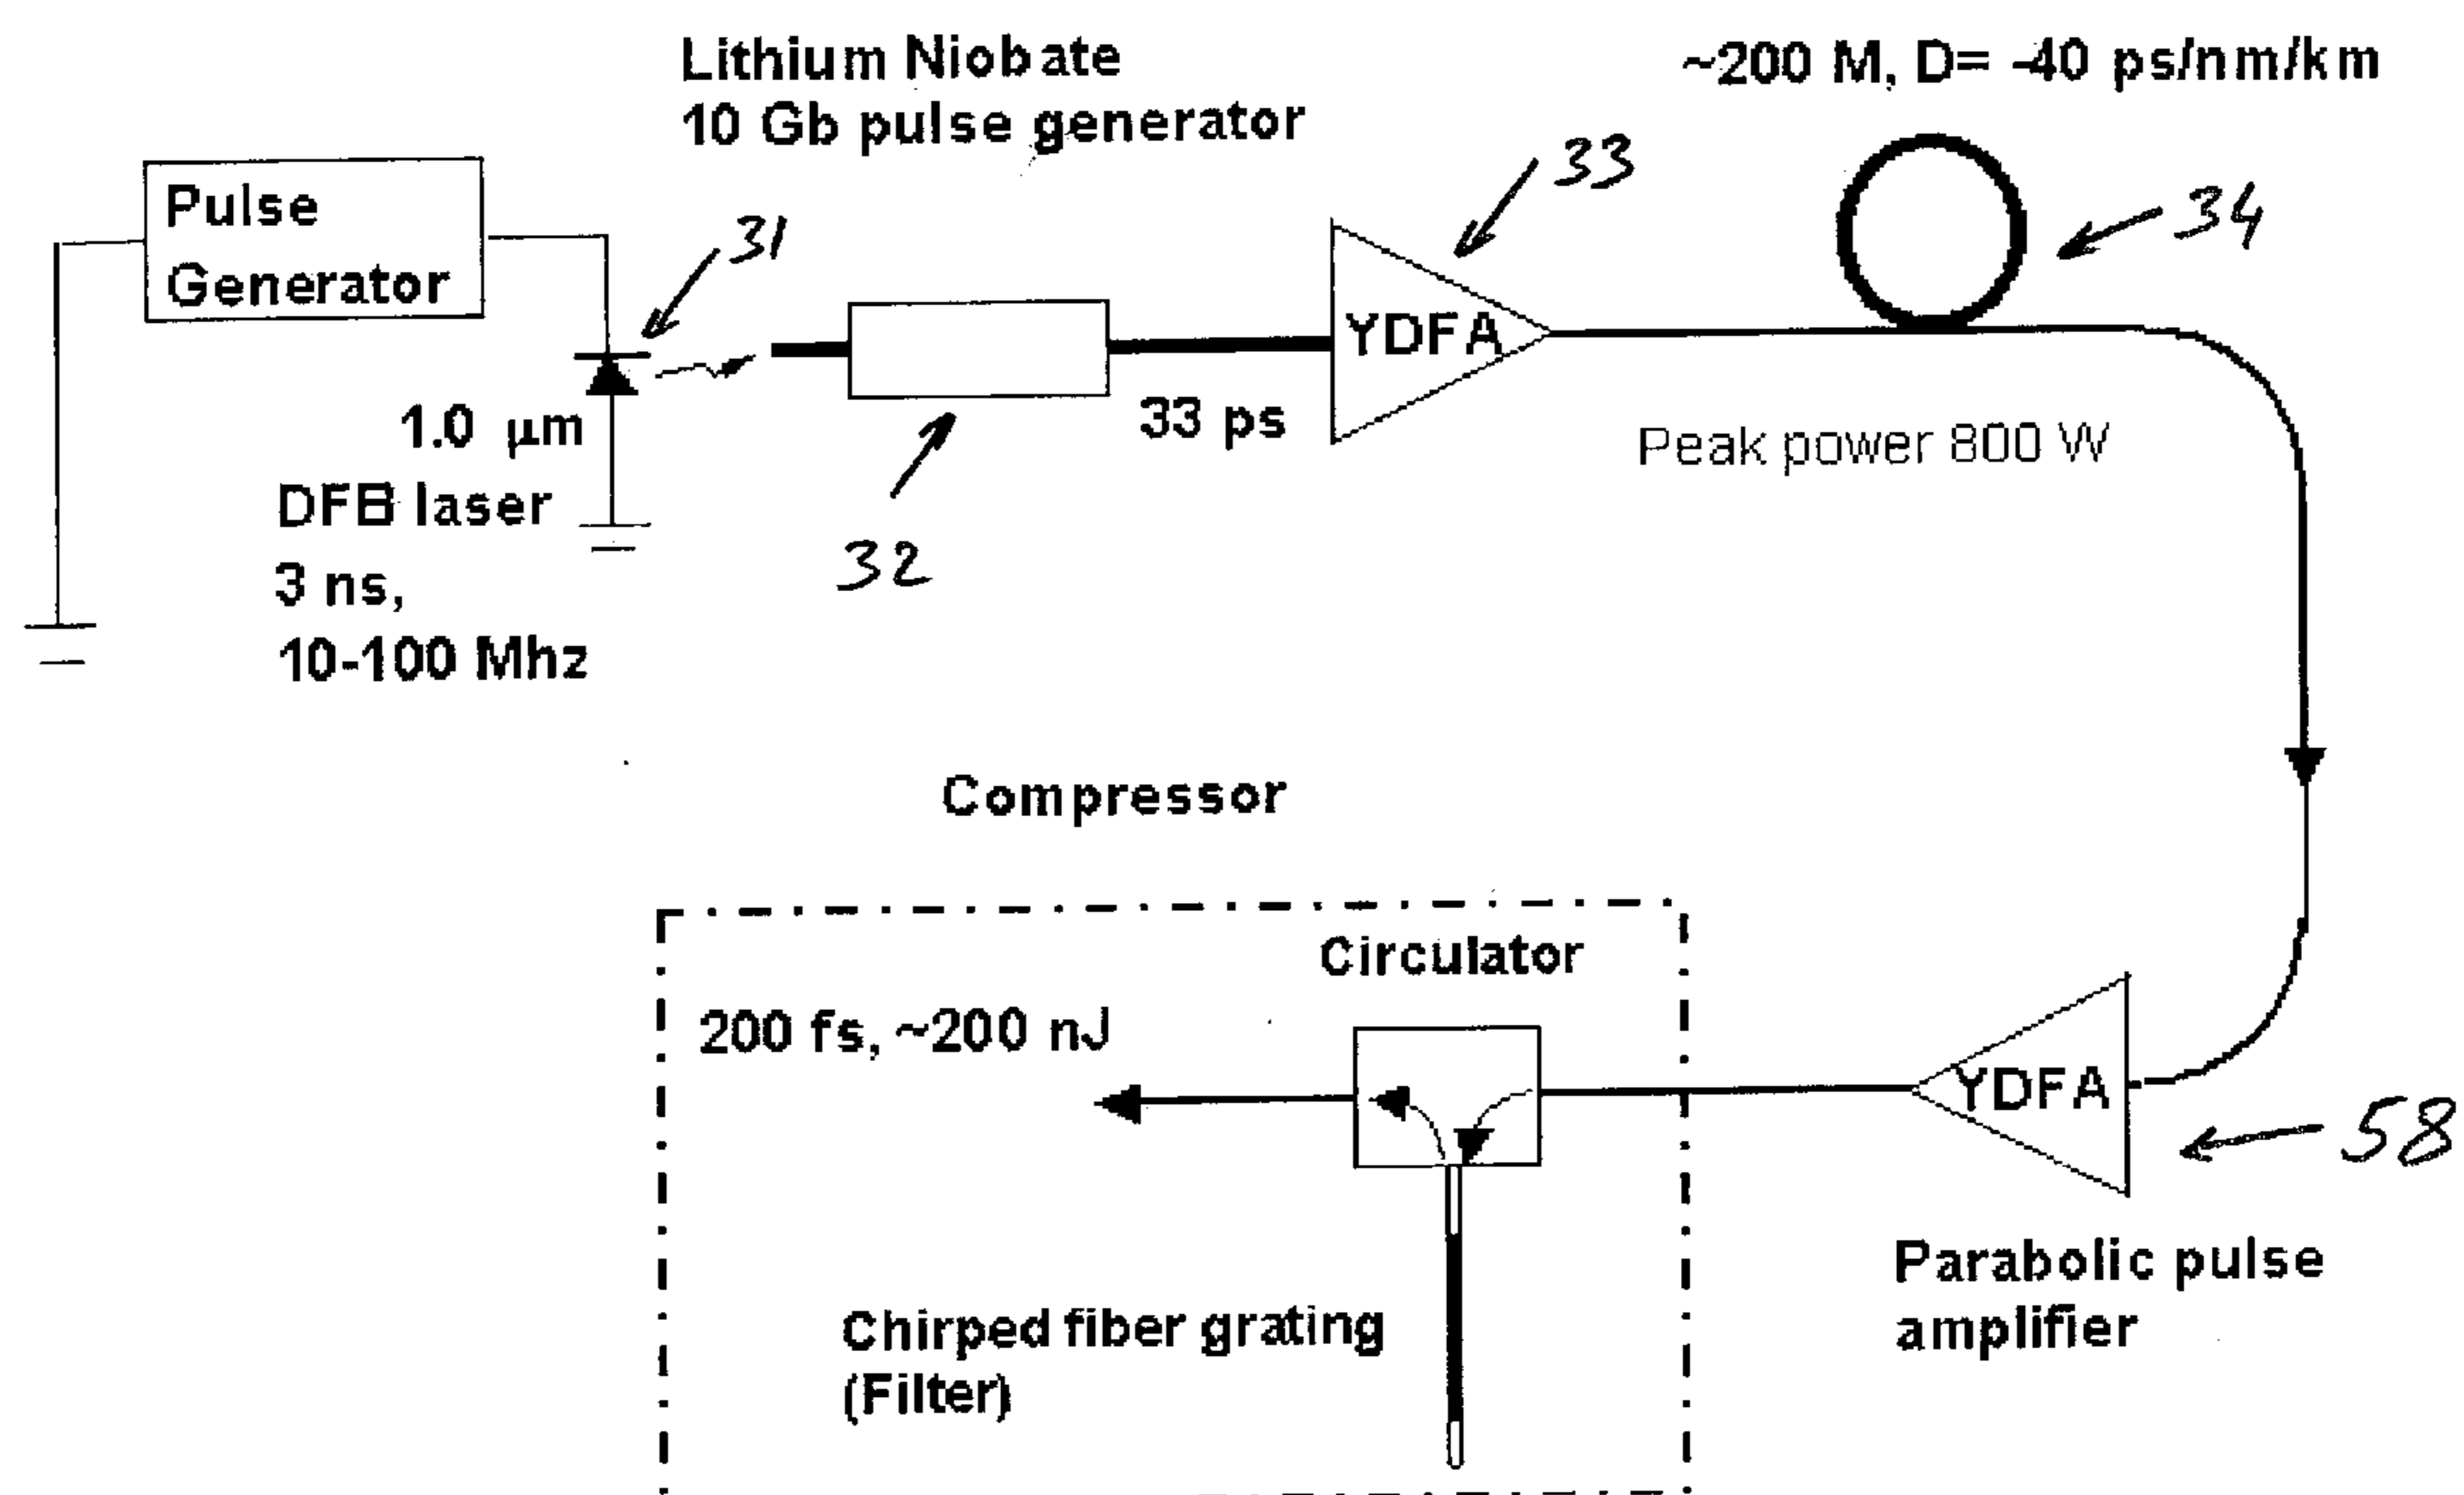 Lithium Niobate
10 Gb pulse generator
~200 M, D= -40 ps/nm/km
33
34
Pulse
Generator
31
YDFA
33 ps
Peak power 800 W
1.0 μm
DFB laser
3 ns,
10-100 Mhz
32
Compressor
Circulator
200 fs, ~200 nJ
YDFA
58
Parabolic pulse
amplifier
Chirped fiber grating
(Filter)